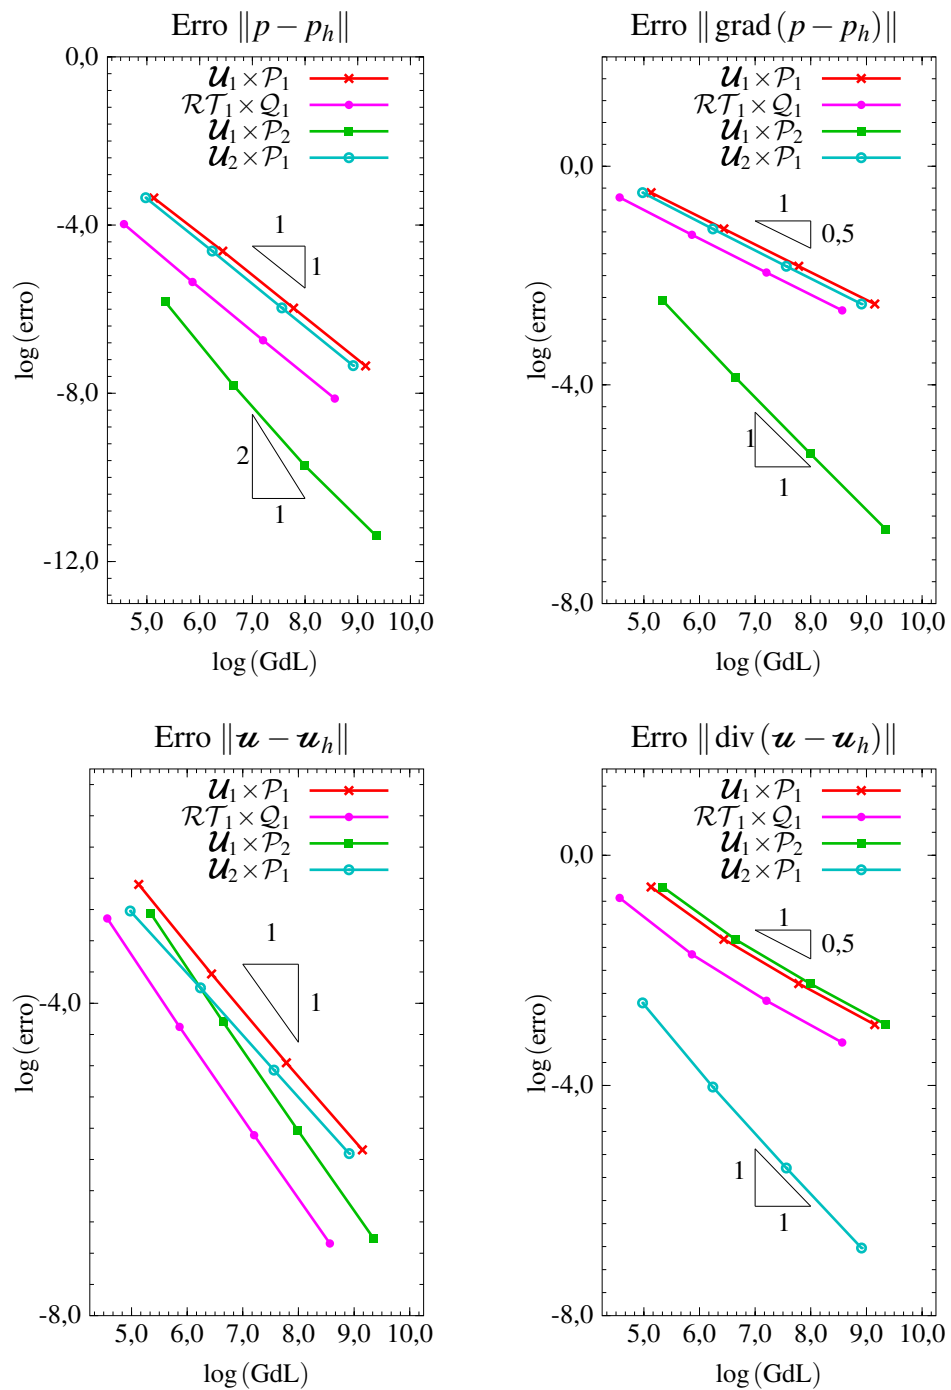 Erro ‖p − pₕ‖
0,0
-4,0
-8,0
-12,0
log(erro)
𝓤₁×𝒫₁
ℛ𝒯₁×𝒬₁
𝓤₁×𝒫₂
𝓤₂×𝒫₁
1
1
2
1
5,0 6,0 7,0 8,0 9,0 10,0
log(GdL)
Erro ‖ grad(p − pₕ)‖
0,0
-4,0
-8,0
log(erro)
𝓤₁×𝒫₁
ℛ𝒯₁×𝒬₁
𝓤₁×𝒫₂
𝓤₂×𝒫₁
1
0,5
1
1
5,0 6,0 7,0 8,0 9,0 10,0
log(GdL)
Erro ‖𝒖 − 𝒖ₕ‖
-4,0
-8,0
log(erro)
𝓤₁×𝒫₁
ℛ𝒯₁×𝒬₁
𝓤₁×𝒫₂
𝓤₂×𝒫₁
1
1
5,0 6,0 7,0 8,0 9,0 10,0
log(GdL)
Erro ‖ div(𝒖 − 𝒖ₕ)‖
0,0
-4,0
-8,0
log(erro)
𝓤₁×𝒫₁
ℛ𝒯₁×𝒬₁
𝓤₁×𝒫₂
𝓤₂×𝒫₁
1
0,5
1
1
5,0 6,0 7,0 8,0 9,0 10,0
log(GdL)